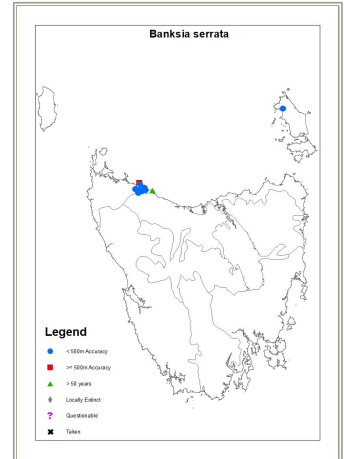 Banksia serrata
Legend
< 500m Accuracy
>= 500m Accuracy
> 50 years
Locally Extinct
Questionable
?
Taken